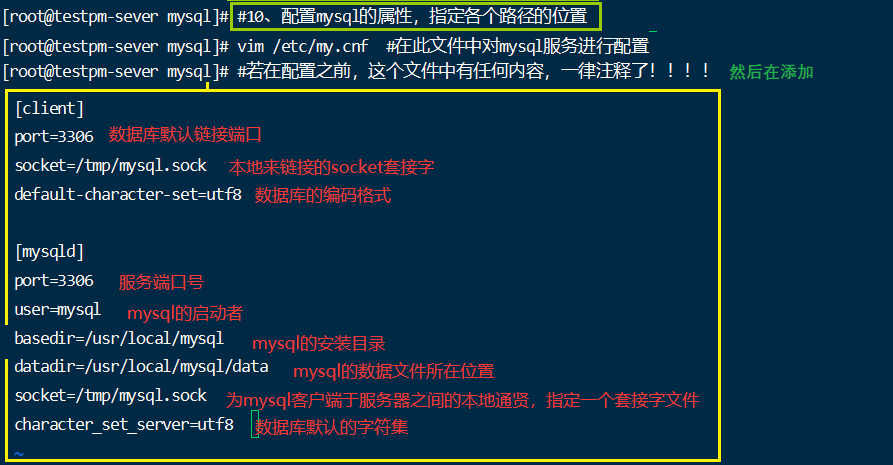 [root@testpm-sever mysql]# #10、配置mysql的属性，指定各个路径的位置
[root@testpm-sever mysql]# vim /etc/my.cnf  #在此文件中对mysql服务进行配置
[root@testpm-sever mysql]# #若在配置之前，这个文件中有任何内容，一律注释了！！！！ 然后在添加
[client]
port=3306 数据库默认链接端口
socket=/tmp/mysql.sock 本地来链接的socket套接字
default-character-set=utf8 数据库的编码格式
[mysqld]
port=3306 服务端口号
user=mysql mysql的启动者
basedir=/usr/local/mysql mysql的安装目录
datadir=/usr/local/mysql/data mysql的数据文件所在位置
socket=/tmp/mysql.sock 为mysql客户端于服务器之间的本地通贤，指定一个套接字文件
character_set_server=utf8 数据库默认的字符集
~